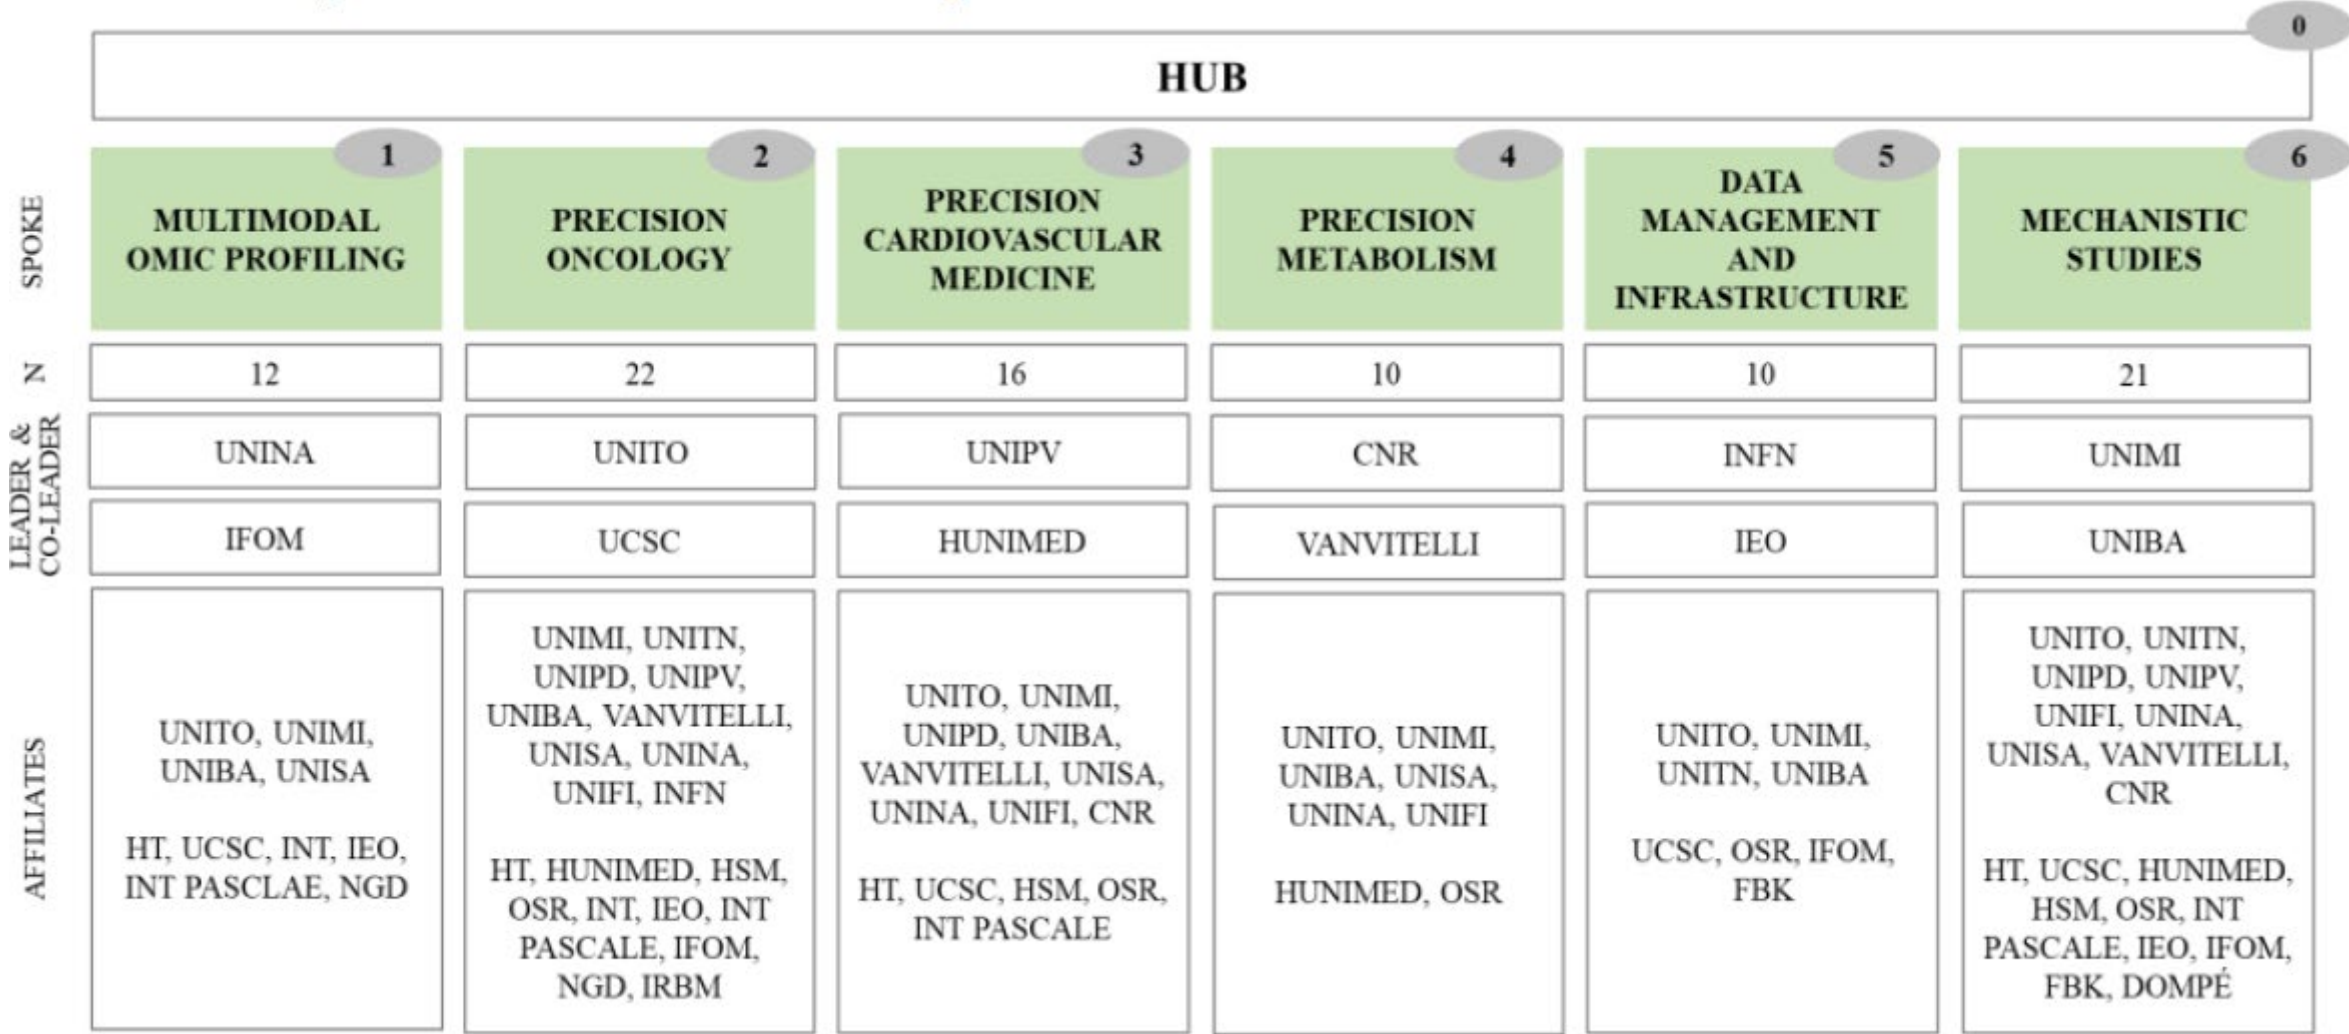 0
HUB
SPOKE
1
MULTIMODAL
OMIC PROFILING
2
PRECISION
ONCOLOGY
3
PRECISION
CARDIOVASCULAR
MEDICINE
4
PRECISION
METABOLISM
5
DATA
MANAGEMENT
AND
INFRASTRUCTURE
6
MECHANISTIC
STUDIES
N
12
22
16
10
10
21
LEADER &
CO-LEADER
UNINA
UNITO
UNIPV
CNR
INFN
UNIMI
IFOM
UCSC
HUNIMED
VANVITELLI
IEO
UNIBA
AFFILIATES
UNITO, UNIMI,
UNIBA, UNISA
HT, UCSC, INT, IEO,
INT PASCLAE, NGD
UNIMI, UNITN,
UNIPD, UNIPV,
UNIBA, VANVITELLI,
UNISA, UNINA,
UNIFI, INFN
HT, HUNIMED, HSM,
OSR, INT, IEO, INT
PASCALE, IFOM,
NGD, IRBM
UNITO, UNIMI,
UNIPD, UNIBA,
VANVITELLI, UNISA,
UNINA, UNIFI, CNR
HT, UCSC, HSM, OSR,
INT PASCALE
UNITO, UNIMI,
UNIBA, UNISA,
UNINA, UNIFI
HUNIMED, OSR
UNITO, UNIMI,
UNITN, UNIBA
UCSC, OSR, IFOM,
FBK
UNITO, UNITN,
UNIPD, UNIPV,
UNIFI, UNINA,
UNISA, VANVITELLI,
CNR
HT, UCSC, HUNIMED,
HSM, OSR, INT
PASCALE, IEO, IFOM,
FBK, DOMPÉ